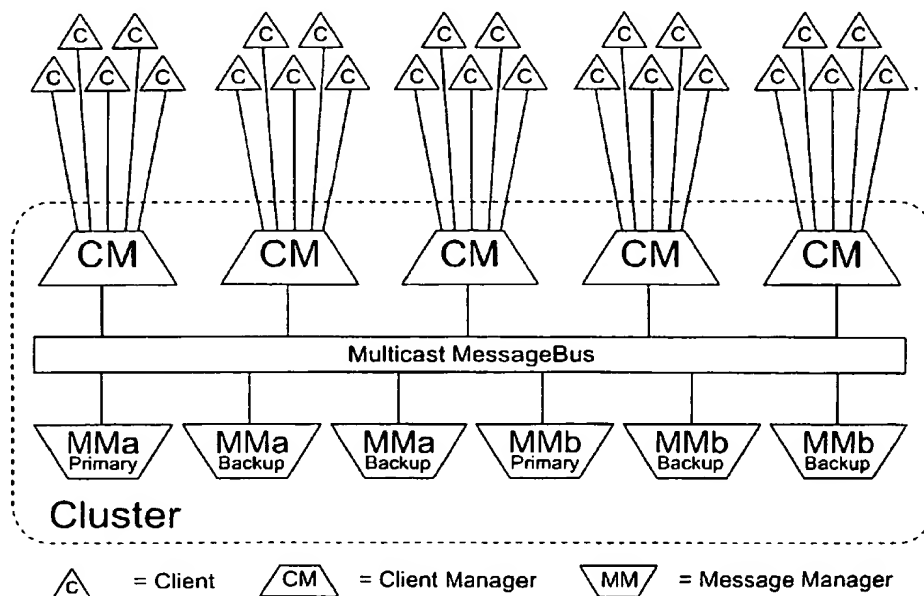 C C C C C C C C C C
C C C C C C C C C C C C C C C
CM CM CM CM CM
Multicast MessageBus
MMa MMa MMa MMb MMb MMb
Primary Backup Backup Primary Backup Backup
Cluster
C = Client CM = Client Manager MM = Message Manager